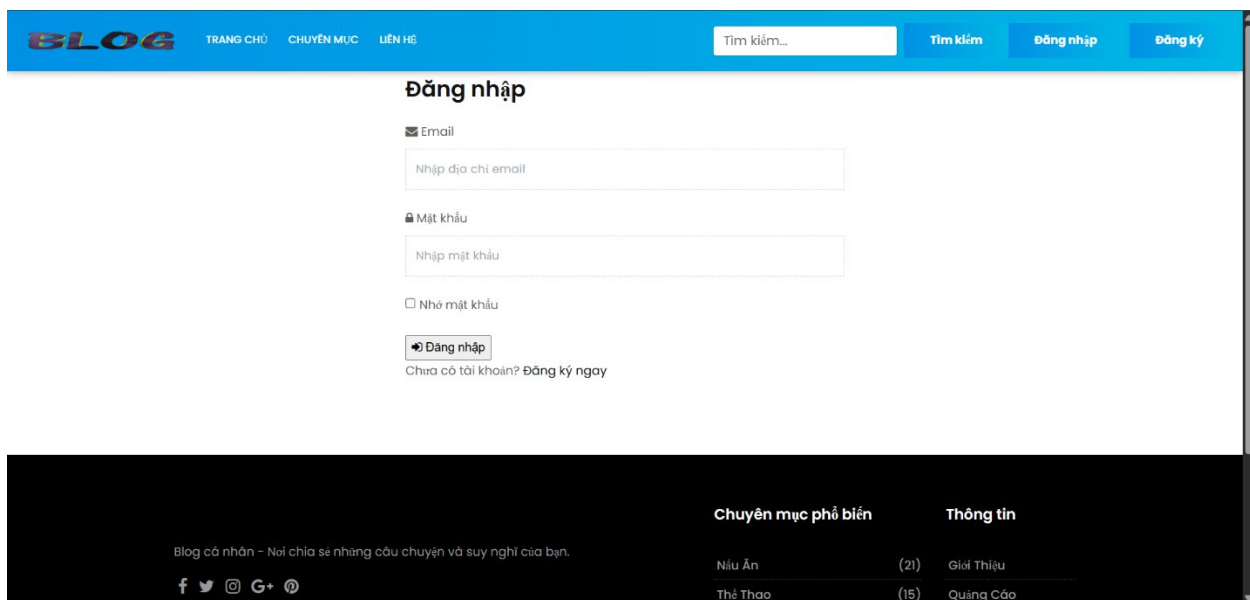 BLOG TRANG CHỦ CHUYÊN MỤC LIÊN HỆ Tìm kiếm... Tìm kiếm Đăng nhập Đăng ký
Đăng nhập
Email
Nhập địa chỉ email
Mật khẩu
Nhập mật khẩu
Nhớ mật khẩu
Đăng nhập
Chưa có tài khoản? Đăng ký ngay
Chuyên mục phổ biến Thông tin
Blog cá nhân - Nơi chia sẻ những câu chuyện và suy nghĩ của bạn.
Nấu Ăn (21) Giới Thiệu
Thể Thao (15) Quảng Cáo